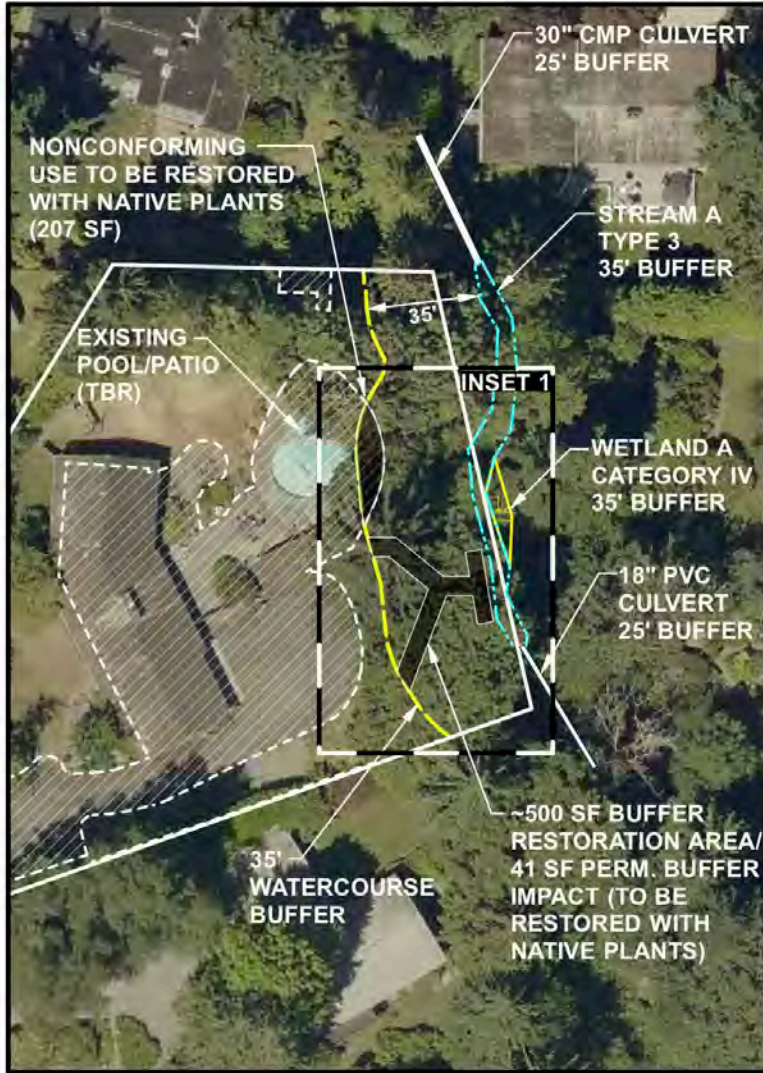 30" CMP CULVERT
25' BUFFER
NONCONFORMING
USE TO BE RESTORED
WITH NATIVE PLANTS
(207 SF)
STREAM A
TYPE 3
35' BUFFER
35'
EXISTING
POOL/PATIO
(TBR)
INSET 1
WETLAND A
CATEGORY IV
35' BUFFER
18" PVC
CULVERT
25' BUFFER
~500 SF BUFFER
RESTORATION AREA/
41 SF PERM. BUFFER
IMPACT (TO BE
RESTORED WITH
NATIVE PLANTS)
35'
WATERCOURSE
BUFFER